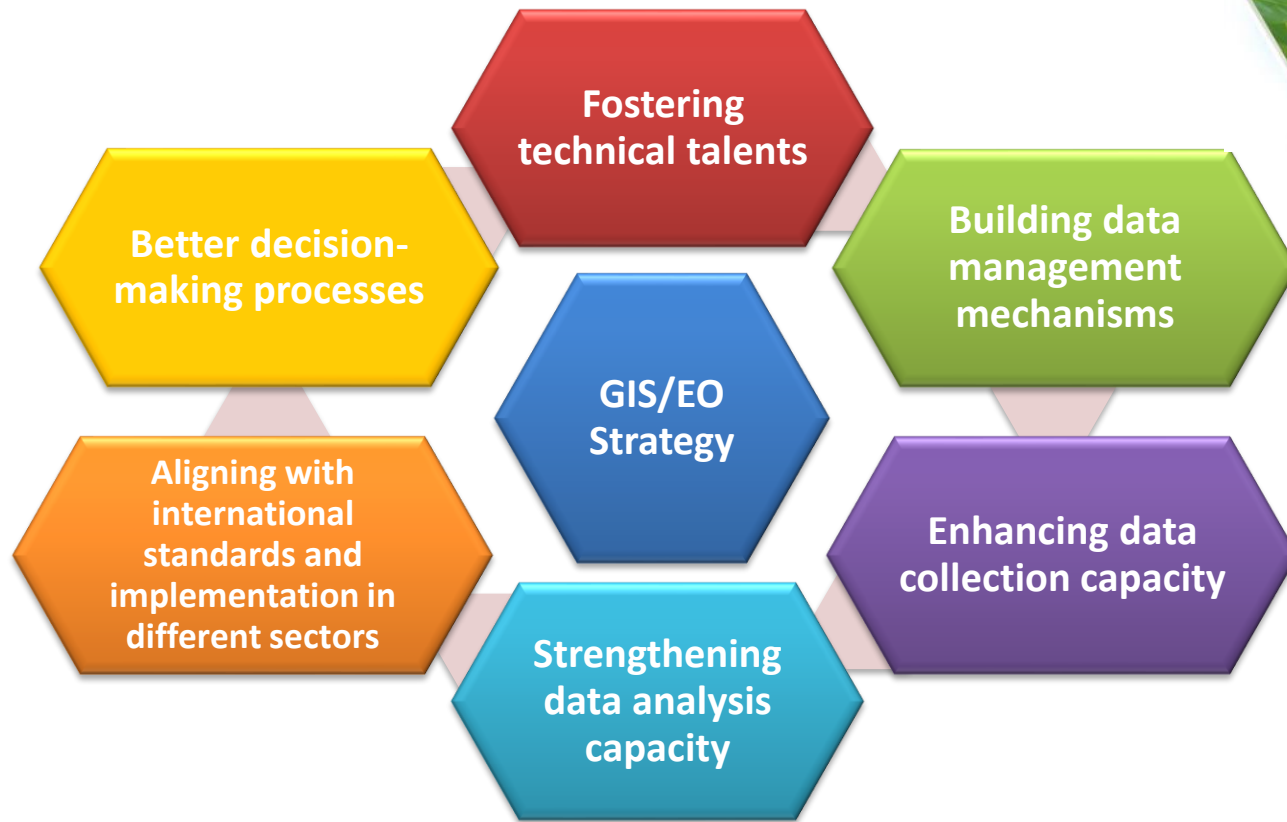 Fostering
technical talents
Better decision-
making processes
Building data
management
mechanisms
GIS/EO
Strategy
Aligning with
international
standards and
implementation in
different sectors
Enhancing data
collection capacity
Strengthening
data analysis
capacity